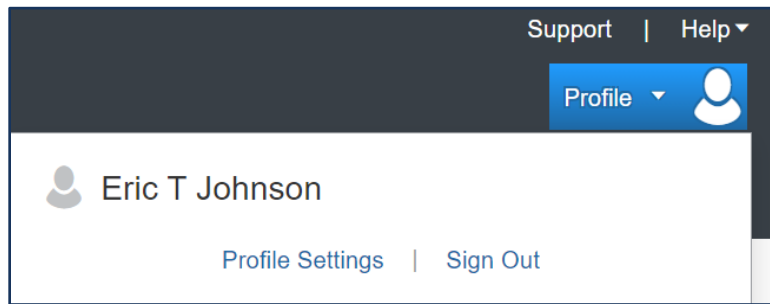 Support | Help
Profile
Eric T Johnson
Profile Settings | Sign Out